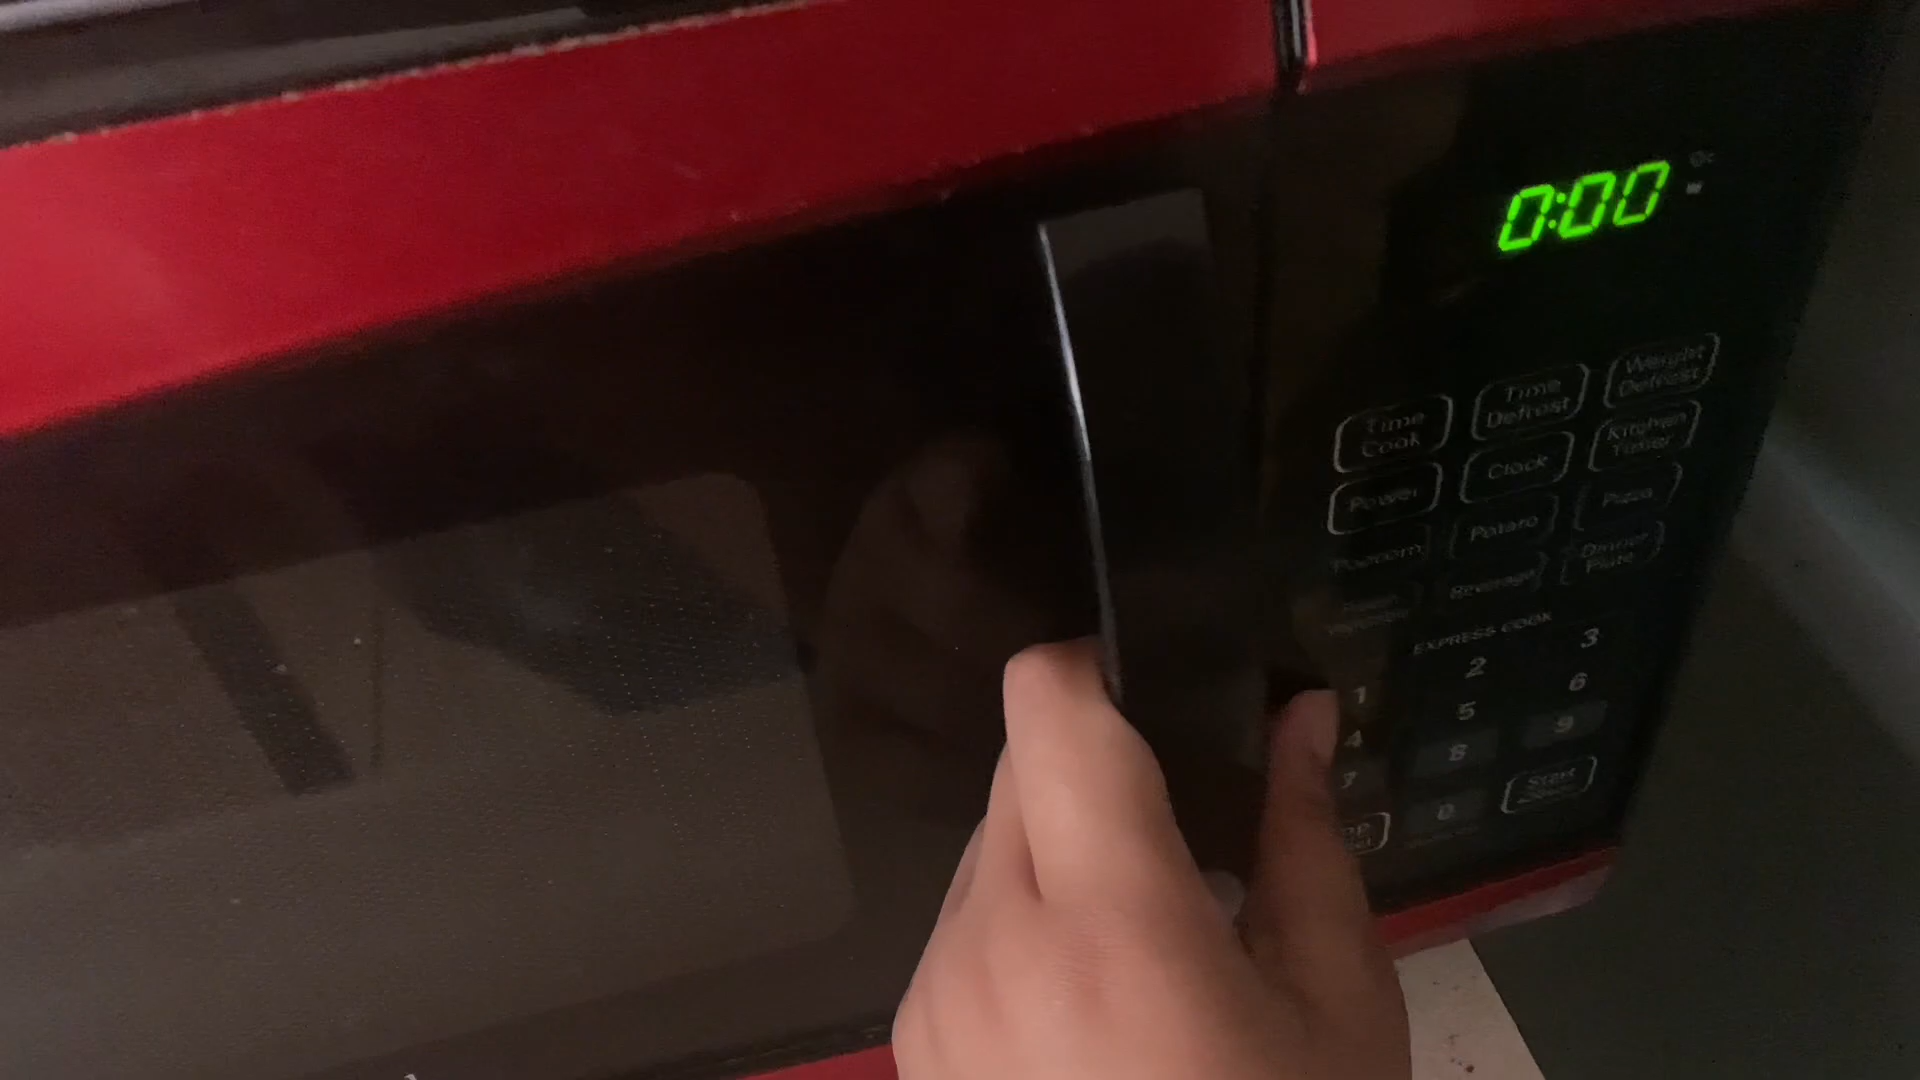 0:00
Time Cook
Time Defrost
Weight Defrost
Power
Clock
Kitchen Timer
Popcorn
Potato
Pizza
Beverage
Dinner Plate
EXPRESS COOK
1 2 3
4 5 6
7 8 9
0
Start